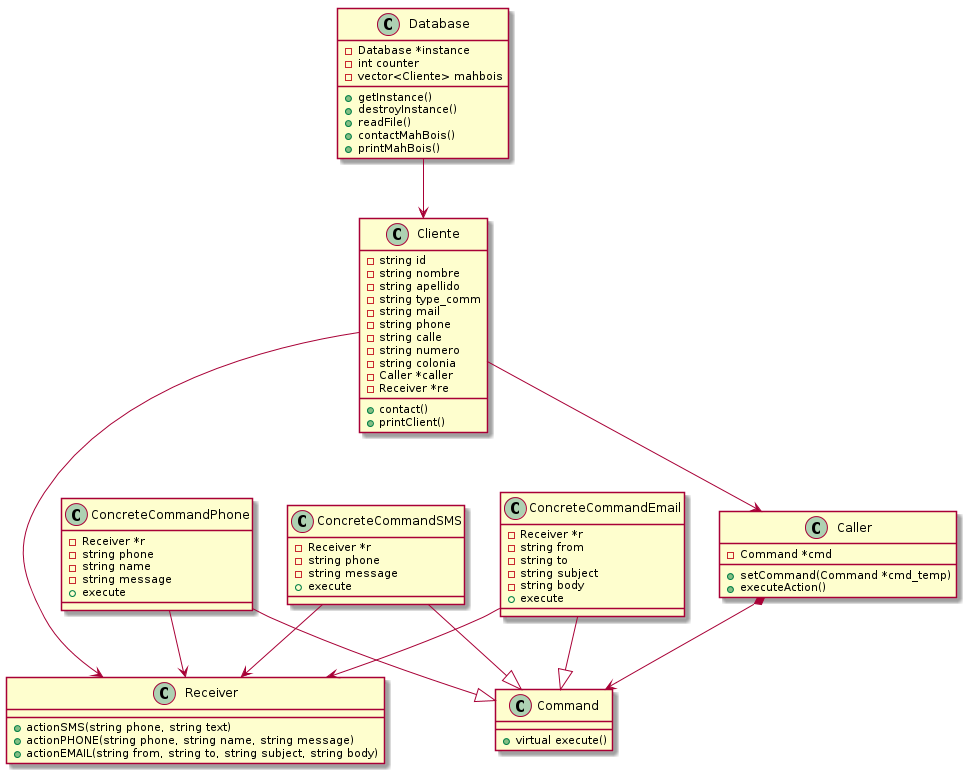 C Database
Database *instance
int counter
vector<Cliente> mahbois
getInstance()
destroyInstance()
readFile()
contactMahBois()
printMahBois()
C Cliente
string id
string nombre
string apellido
string type_comm
string mail
string phone
string calle
string numero
string colonia
Caller *caller
Receiver *re
contact()
printClient()
C ConcreteCommandPhone
Receiver *r
string phone
string name
string message
execute
C ConcreteCommandSMS
Receiver *r
string phone
string message
execute
C ConcreteCommandEmail
Receiver *r
string from
string to
string subject
string body
execute
C Caller
Command *cmd
setCommand(Command *cmd_temp)
executeAction()
C Receiver
actionSMS(string phone, string text)
actionPHONE(string phone, string name, string message)
actionEMAIL(string from, string to, string subject, string body)
C Command
virtual execute()